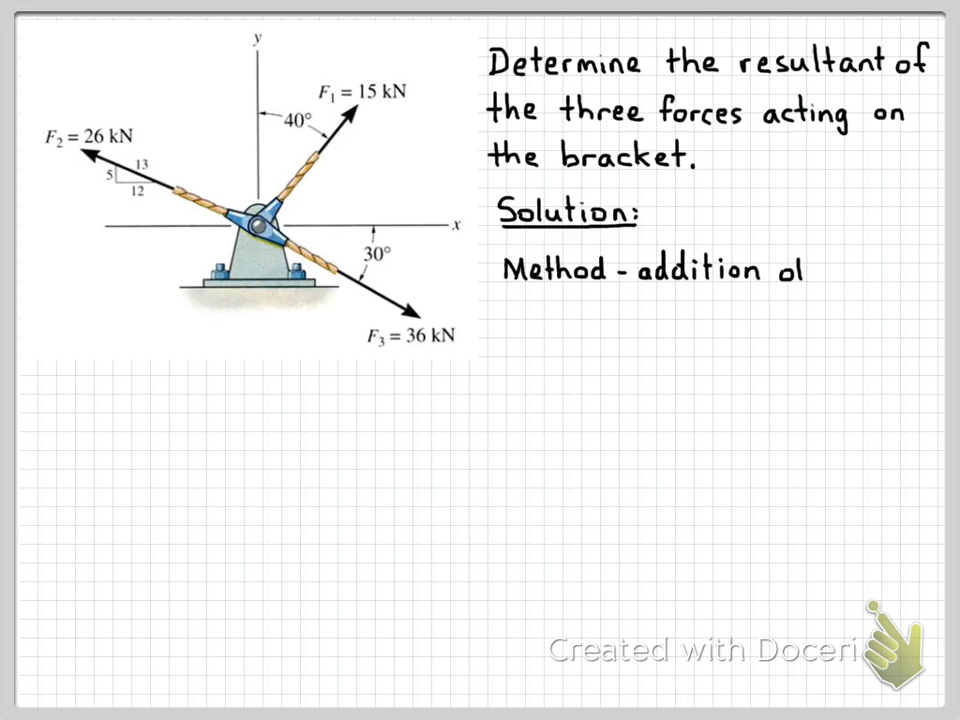 y
F₁ = 15 kN
40°
F₂ = 26 kN
13
5
12
x
30°
F₃ = 36 kN
Determine the resultant of
the three forces acting on
the bracket.
Solution:
Method - addition o
Created with Doceri